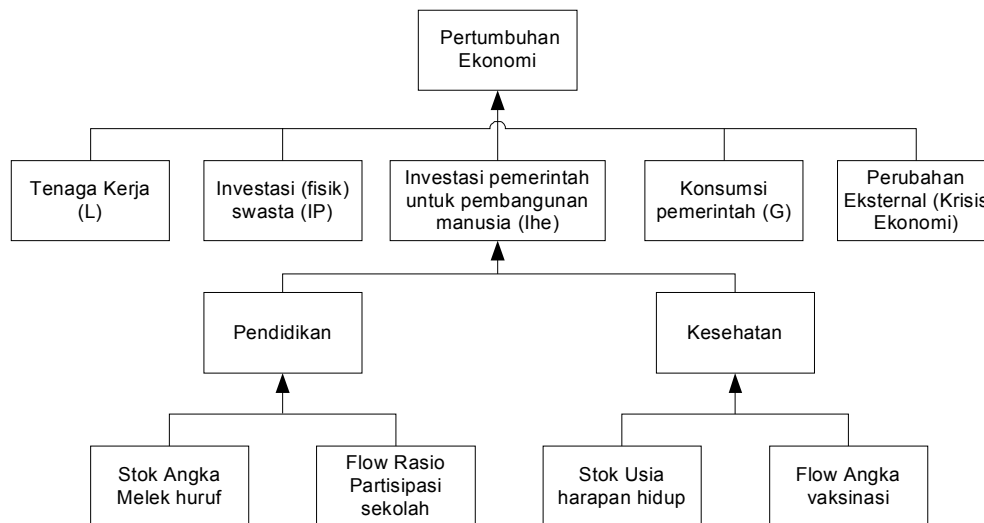 Pertumbuhan
Ekonomi
Tenaga Kerja
(L)
Investasi (fisik)
swasta (IP)
Investasi pemerintah
untuk pembangunan
manusia (Ihe)
Konsumsi
pemerintah (G)
Perubahan
Eksternal (Krisis
Ekonomi)
Pendidikan
Kesehatan
Stok Angka
Melek huruf
Flow Rasio
Partisipasi
sekolah
Stok Usia
harapan hidup
Flow Angka
vaksinasi